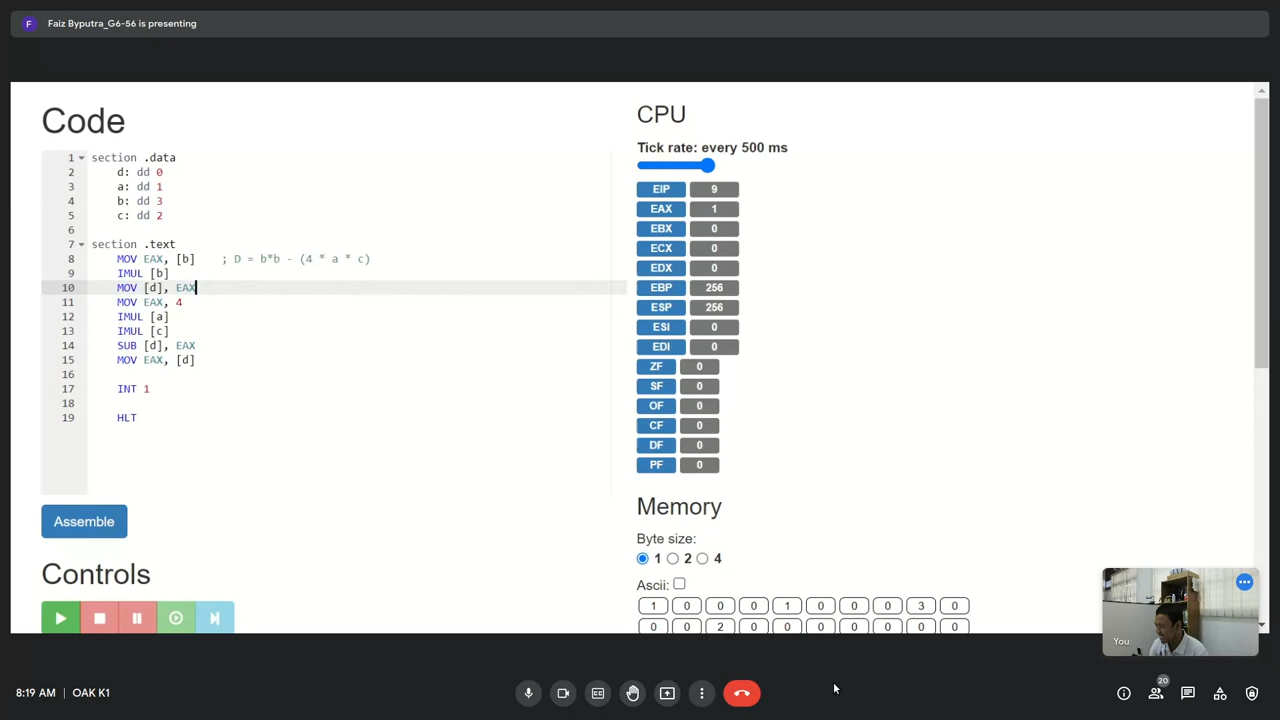 F Faiz Byputra_G6-56 is presenting
Code
1 section .data
2 d: dd 0
3 a: dd 1
4 b: dd 3
5 c: dd 2
6
7 section .text
8 MOV EAX, [b] ; D = b*b - (4 * a * c)
9 IMUL [b]
10 MOV [d], EAX
11 MOV EAX, 4
12 IMUL [a]
13 IMUL [c]
14 SUB [d], EAX
15 MOV EAX, [d]
16
17 INT 1
18
19 HLT
Assemble
Controls
CPU
Tick rate: every 500 ms
EIP 9
EAX 1
EBX 0
ECX 0
EDX 0
EBP 256
ESP 256
ESI 0
EDI 0
ZF 0
SF 0
OF 0
CF 0
DF 0
PF 0
Memory
Byte size:
1 2 4
Ascii:
1 0 0 0 1 0 0 0 3 0
0 0 2 0 0 0 0 0 0 0
You
8:19 AM | OAK K1
CC
20